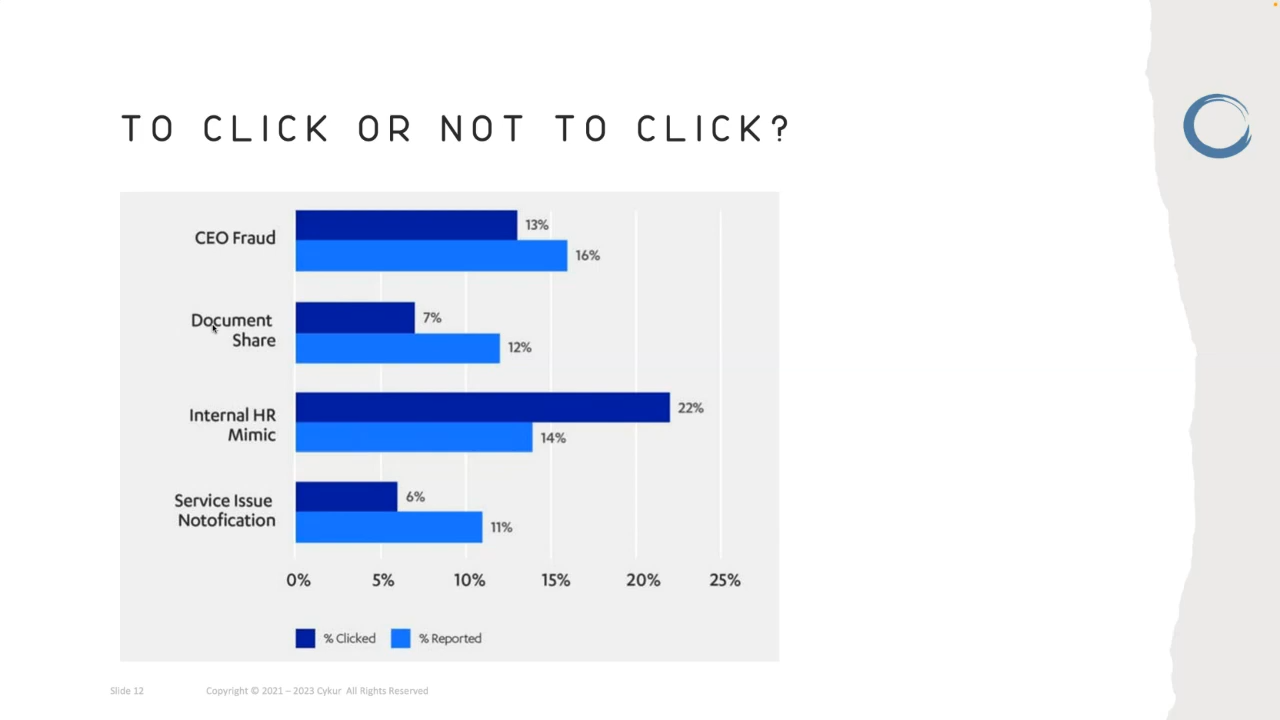 TO CLICK OR NOT TO CLICK?
CEO Fraud
13%
16%
Document
Share
7%
12%
Internal HR
Mimic
22%
14%
Service Issue
Notofication
6%
11%
0% 5% 10% 15% 20% 25%
% Clicked % Reported
Slide 12 Copyright © 2021 – 2023 Cykur All Rights Reserved